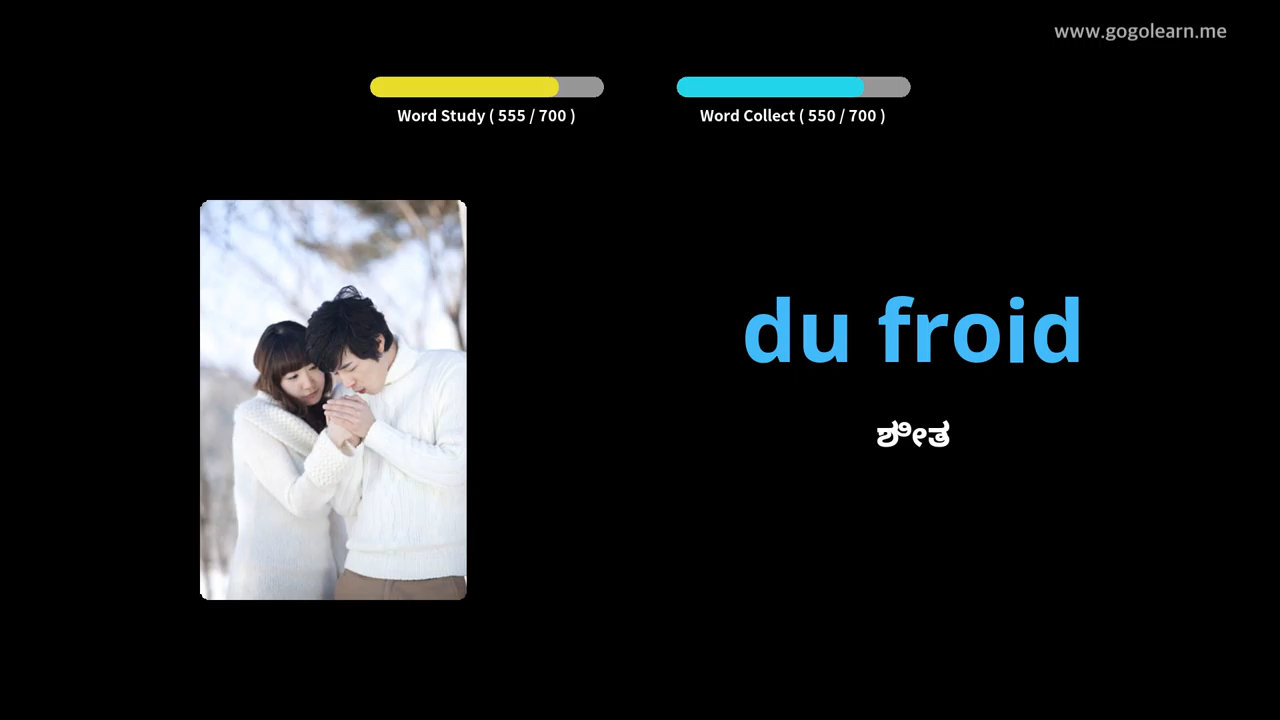 www.gogolearn.me
Word Study ( 555 / 700 )
Word Collect ( 550 / 700 )
du froid
ಶೀತ